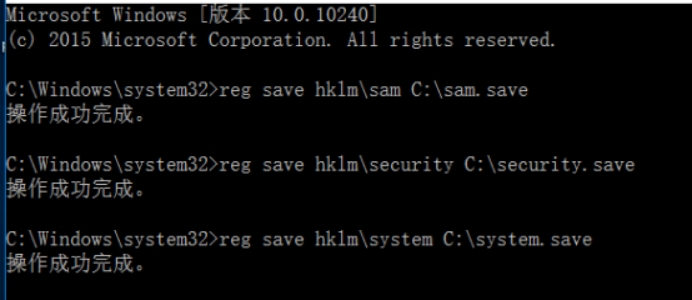 Microsoft Windows [版本 10.0.10240]
(c) 2015 Microsoft Corporation. All rights reserved.
C:\Windows\system32>reg save hklm\sam C:\sam.save
操作成功完成。
C:\Windows\system32>reg save hklm\security C:\security.save
操作成功完成。
C:\Windows\system32>reg save hklm\system C:\system.save
操作成功完成。